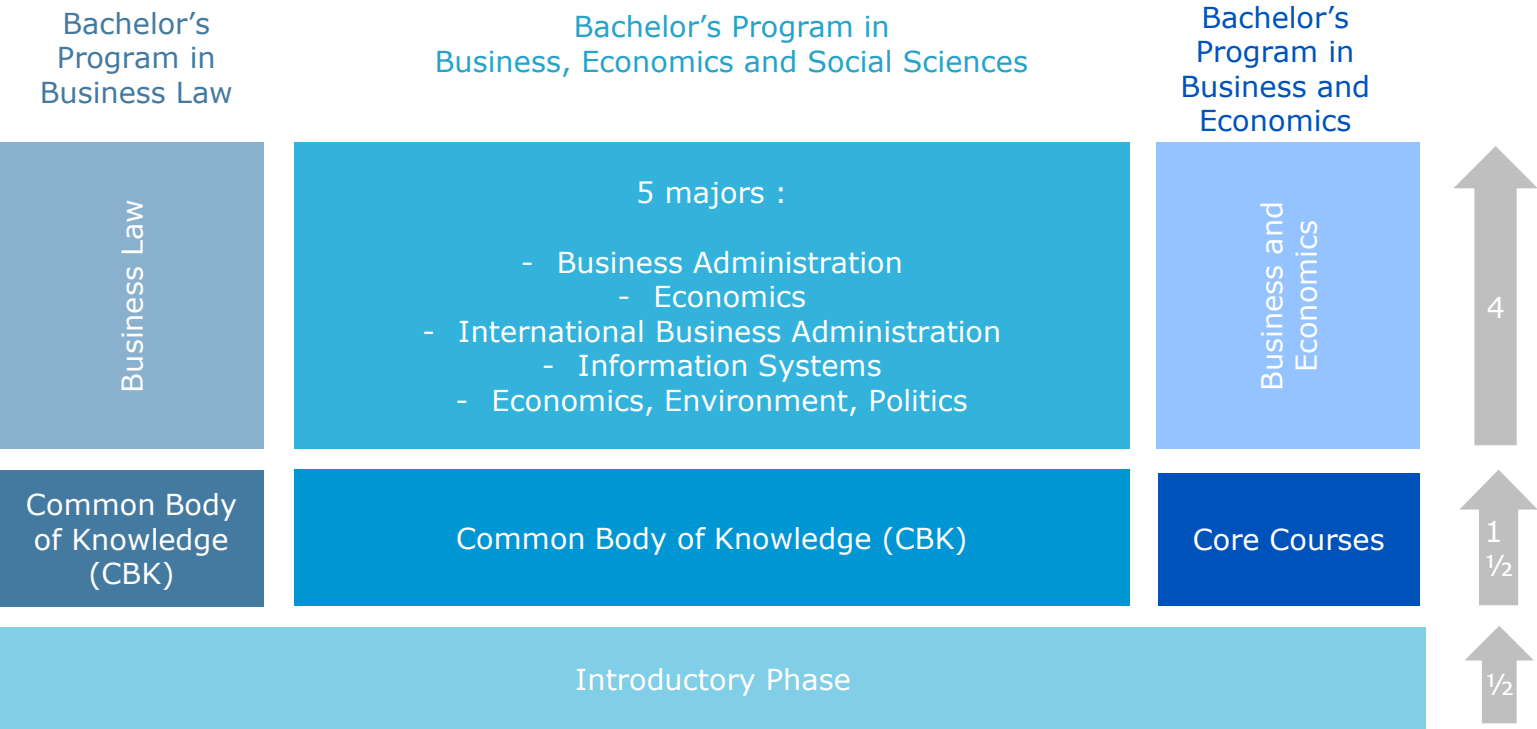 Bachelor's
Program in
Business Law
Bachelor's Program in
Business, Economics and Social Sciences
Bachelor's
Program in
Business and
Economics
Business Law
5 majors :
- Business Administration
- Economics
- International Business Administration
- Information Systems
- Economics, Environment, Politics
Business and
Economics
4
Common Body
of Knowledge
(CBK)
Common Body of Knowledge (CBK)
Core Courses
1
½
Introductory Phase
½